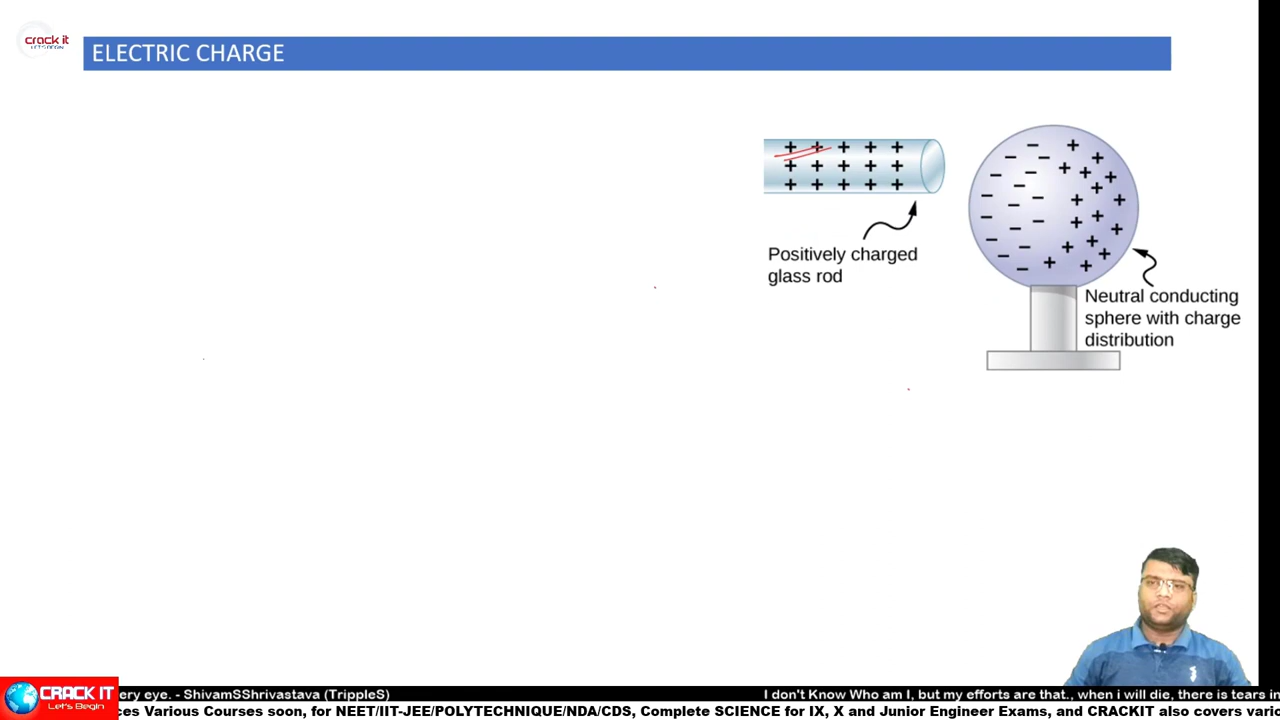 crack it
LET'S BEGIN
ELECTRIC CHARGE
Positively charged
glass rod
Neutral conducting
sphere with charge
distribution
CRACK IT
Let's Begin
ery eye. - ShivamSShrivastava (TrippleS)
I don't Know Who am I, but my efforts are that., when i will die, there is tears in
ces Various Courses soon, for NEET/IIT-JEE/POLYTECHNIQUE/NDA/CDS, Complete SCIENCE for IX, X and Junior Engineer Exams, and CRACKIT also covers vario